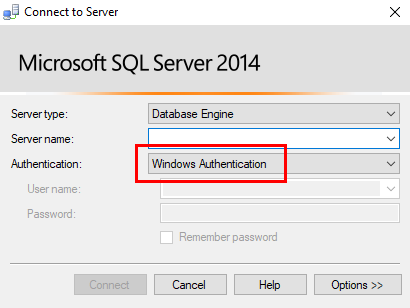 Connect to Server
Microsoft SQL Server 2014
Server type: Database Engine
Server name:
Authentication: Windows Authentication
User name:
Password:
Remember password
Connect Cancel Help Options >>